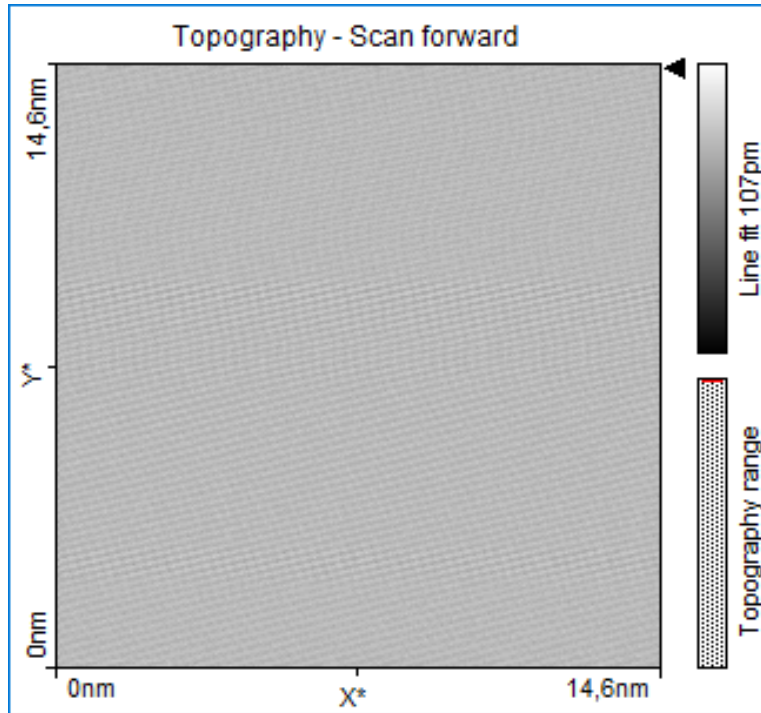 Topography - Scan forward
14,6nm
Y*
0nm
0nm
X*
14,6nm
Line fit 107pm
Topography range